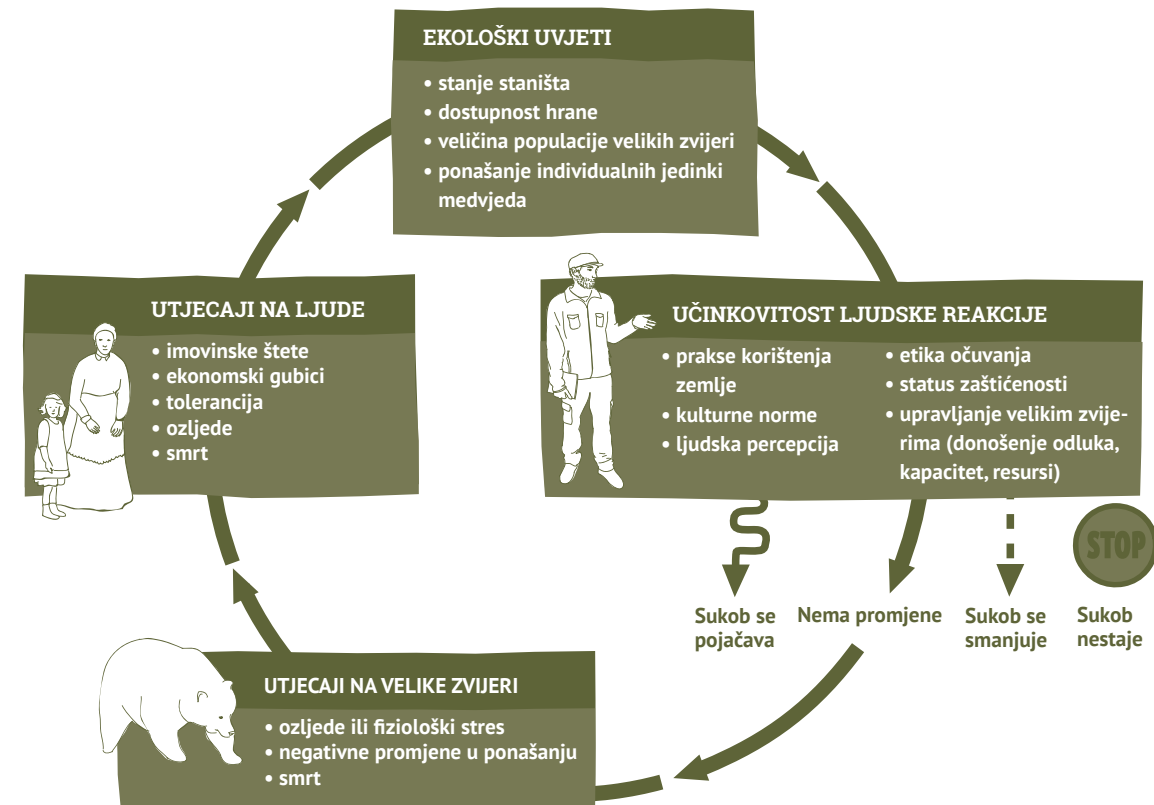 EKOLOŠKI UVJETI
• stanje staništa
• dostupnost hrane
• veličina populacije velikih zvijeri
• ponašanje individualnih jedinki
medvjeda
UTJECAJI NA LJUDE
• imovinske štete
• ekonomski gubici
• tolerancija
• ozljede
• smrt
UČINKOVITOST LJUDSKE REAKCIJE
• prakse korištenja
zemlje
• kulturne norme
• ljudska percepcija
• etika očuvanja
• status zaštićenosti
• upravljanje velikim zvije-
rima (donošenje odluka,
kapacitet, resursi)
STOP
Sukob se
pojačava
Nema promjene
Sukob se
smanjuje
Sukob
nestaje
UTJECAJI NA VELIKE ZVIJERI
• ozljede ili fiziološki stres
• negativne promjene u ponašanju
• smrt